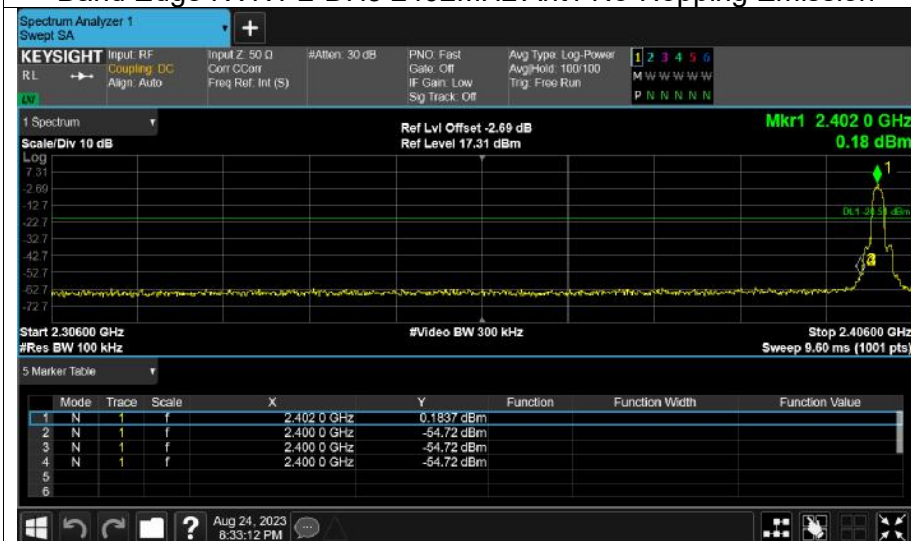 Spectrum Analyzer 1
Swept SA
KEYSIGHT
RL
LXI
Input: RF
Coupling: DC
Align: Auto
Input Z: 50 Ω
Corr CCorr
Freq Ref: Int (S)
#Atten: 30 dB
PNO: Fast
Gate: Off
IF Gain: Low
Sig Track: Off
Avg Type: Log-Power
Avg|Hold: 100/100
Trig: Free Run
1 2 3 4 5 6
M W W W W W
P N N N N N
1 Spectrum
Scale/Div 10 dB
Ref Lvl Offset -2.69 dB
Ref Level 17.31 dBm
Mkr1 2.402 0 GHz
0.18 dBm
Log
7.31
-2.69
-12.7
-22.7
-32.7
-42.7
-52.7
-62.7
-72.7
1
DL1 dBm
Start 2.30600 GHz
#Res BW 100 kHz
#Video BW 300 kHz
Stop 2.40600 GHz
Sweep 9.60 ms (1001 pts)
5 Marker Table
Mode Trace Scale X Y Function Function Width Function Value
1 N 1 f 2.402 0 GHz 0.1837 dBm
2 N 1 f 2.400 0 GHz -54.72 dBm
3 N 1 f 2.400 0 GHz -54.72 dBm
4 N 1 f 2.400 0 GHz -54.72 dBm
5
6
?
Aug 24, 2023
8:33:12 PM